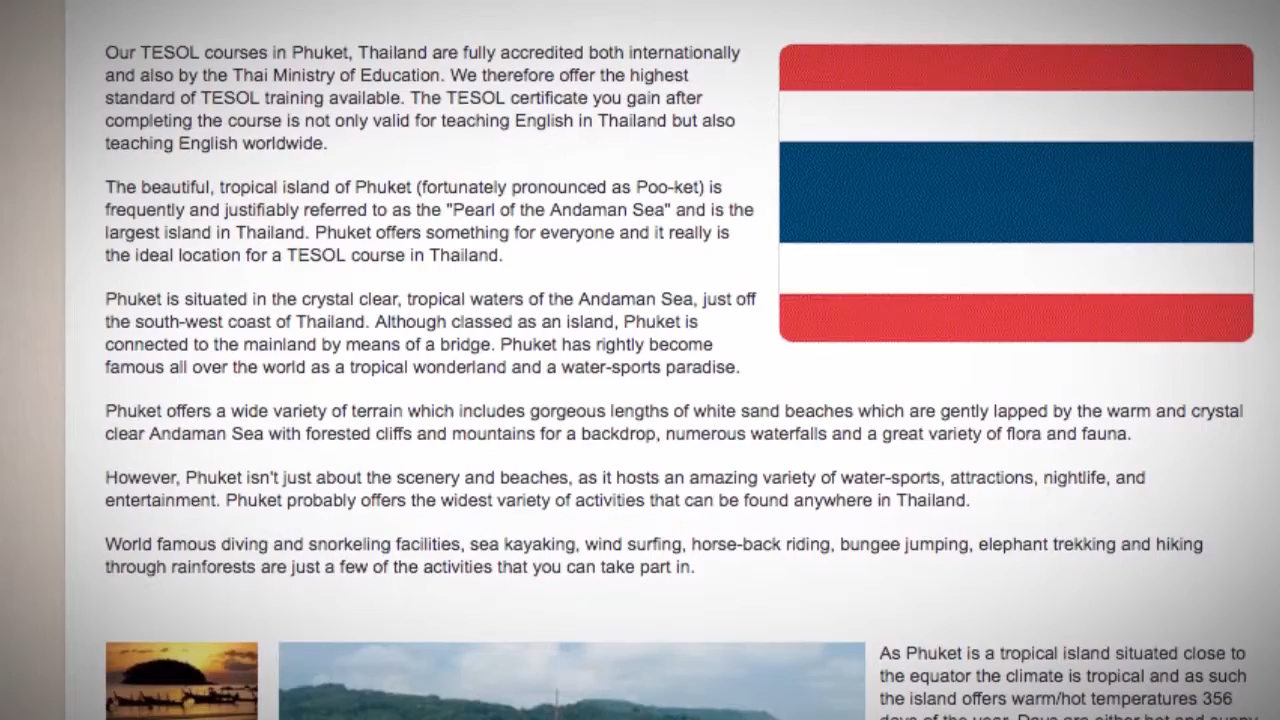 Our TESOL courses in Phuket, Thailand are fully accredited both internationally
and also by the Thai Ministry of Education. We therefore offer the highest
standard of TESOL training available. The TESOL certificate you gain after
completing the course is not only valid for teaching English in Thailand but also
teaching English worldwide.
The beautiful, tropical island of Phuket (fortunately pronounced as Poo-ket) is
frequently and justifiably referred to as the "Pearl of the Andaman Sea" and is the
largest island in Thailand. Phuket offers something for everyone and it really is
the ideal location for a TESOL course in Thailand.
Phuket is situated in the crystal clear, tropical waters of the Andaman Sea, just off
the south-west coast of Thailand. Although classed as an island, Phuket is
connected to the mainland by means of a bridge. Phuket has rightly become
famous all over the world as a tropical wonderland and a water-sports paradise.
Phuket offers a wide variety of terrain which includes gorgeous lengths of white sand beaches which are gently lapped by the warm and crystal
clear Andaman Sea with forested cliffs and mountains for a backdrop, numerous waterfalls and a great variety of flora and fauna.
However, Phuket isn't just about the scenery and beaches, as it hosts an amazing variety of water-sports, attractions, nightlife, and
entertainment. Phuket probably offers the widest variety of activities that can be found anywhere in Thailand.
World famous diving and snorkeling facilities, sea kayaking, wind surfing, horse-back riding, bungee jumping, elephant trekking and hiking
through rainforests are just a few of the activities that you can take part in.
As Phuket is a tropical island situated close to
the equator the climate is tropical and as such
the island offers warm/hot temperatures 356
days of the year. Days are either hot and sunny